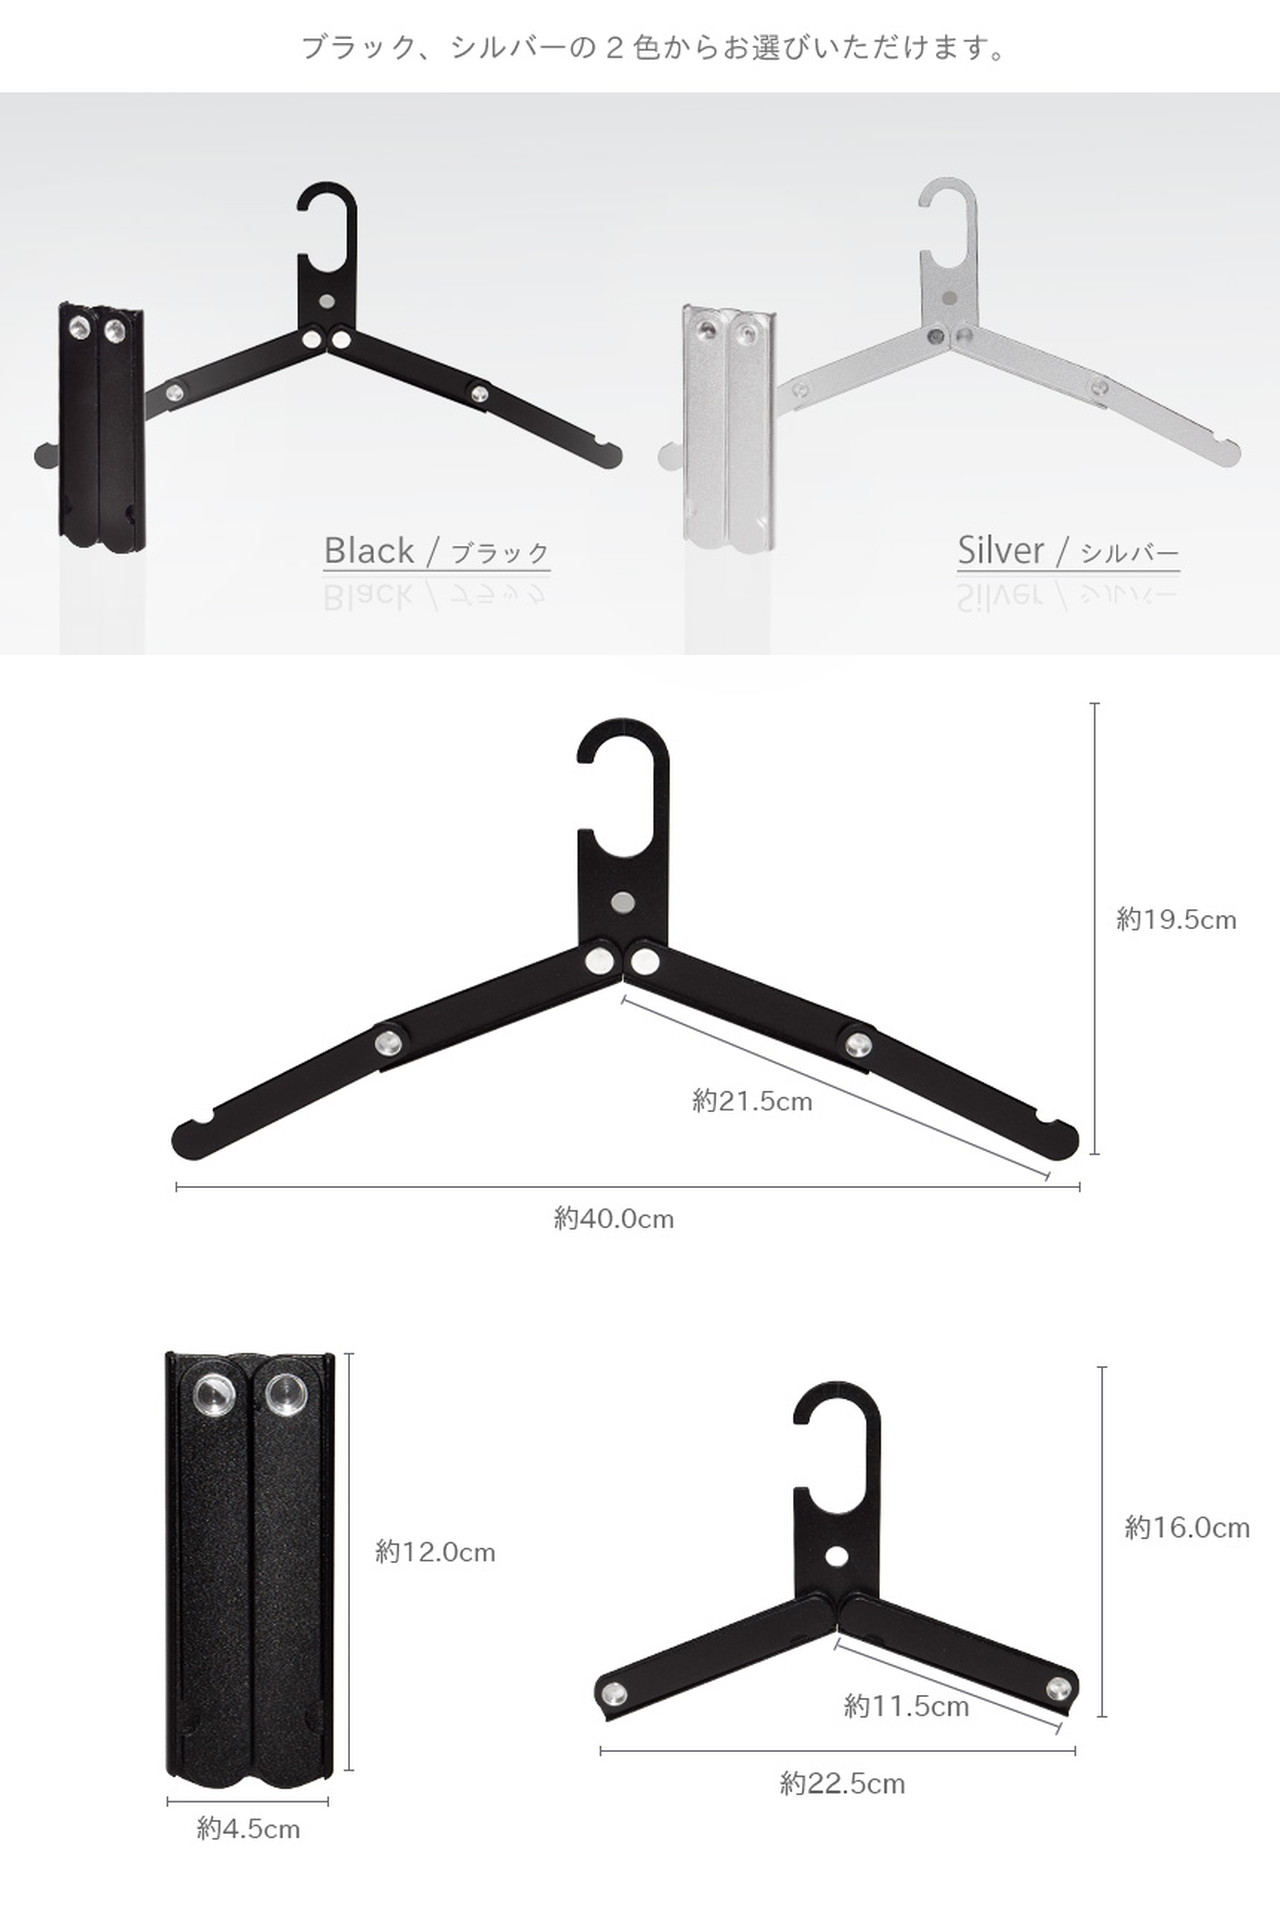 ブラック、シルバーの2色からお選びいただけます。
Black / ブラック
Silver / シルバー
約19.5cm
約21.5cm
約40.0cm
約12.0cm
約4.5cm
約16.0cm
約11.5cm
約22.5cm